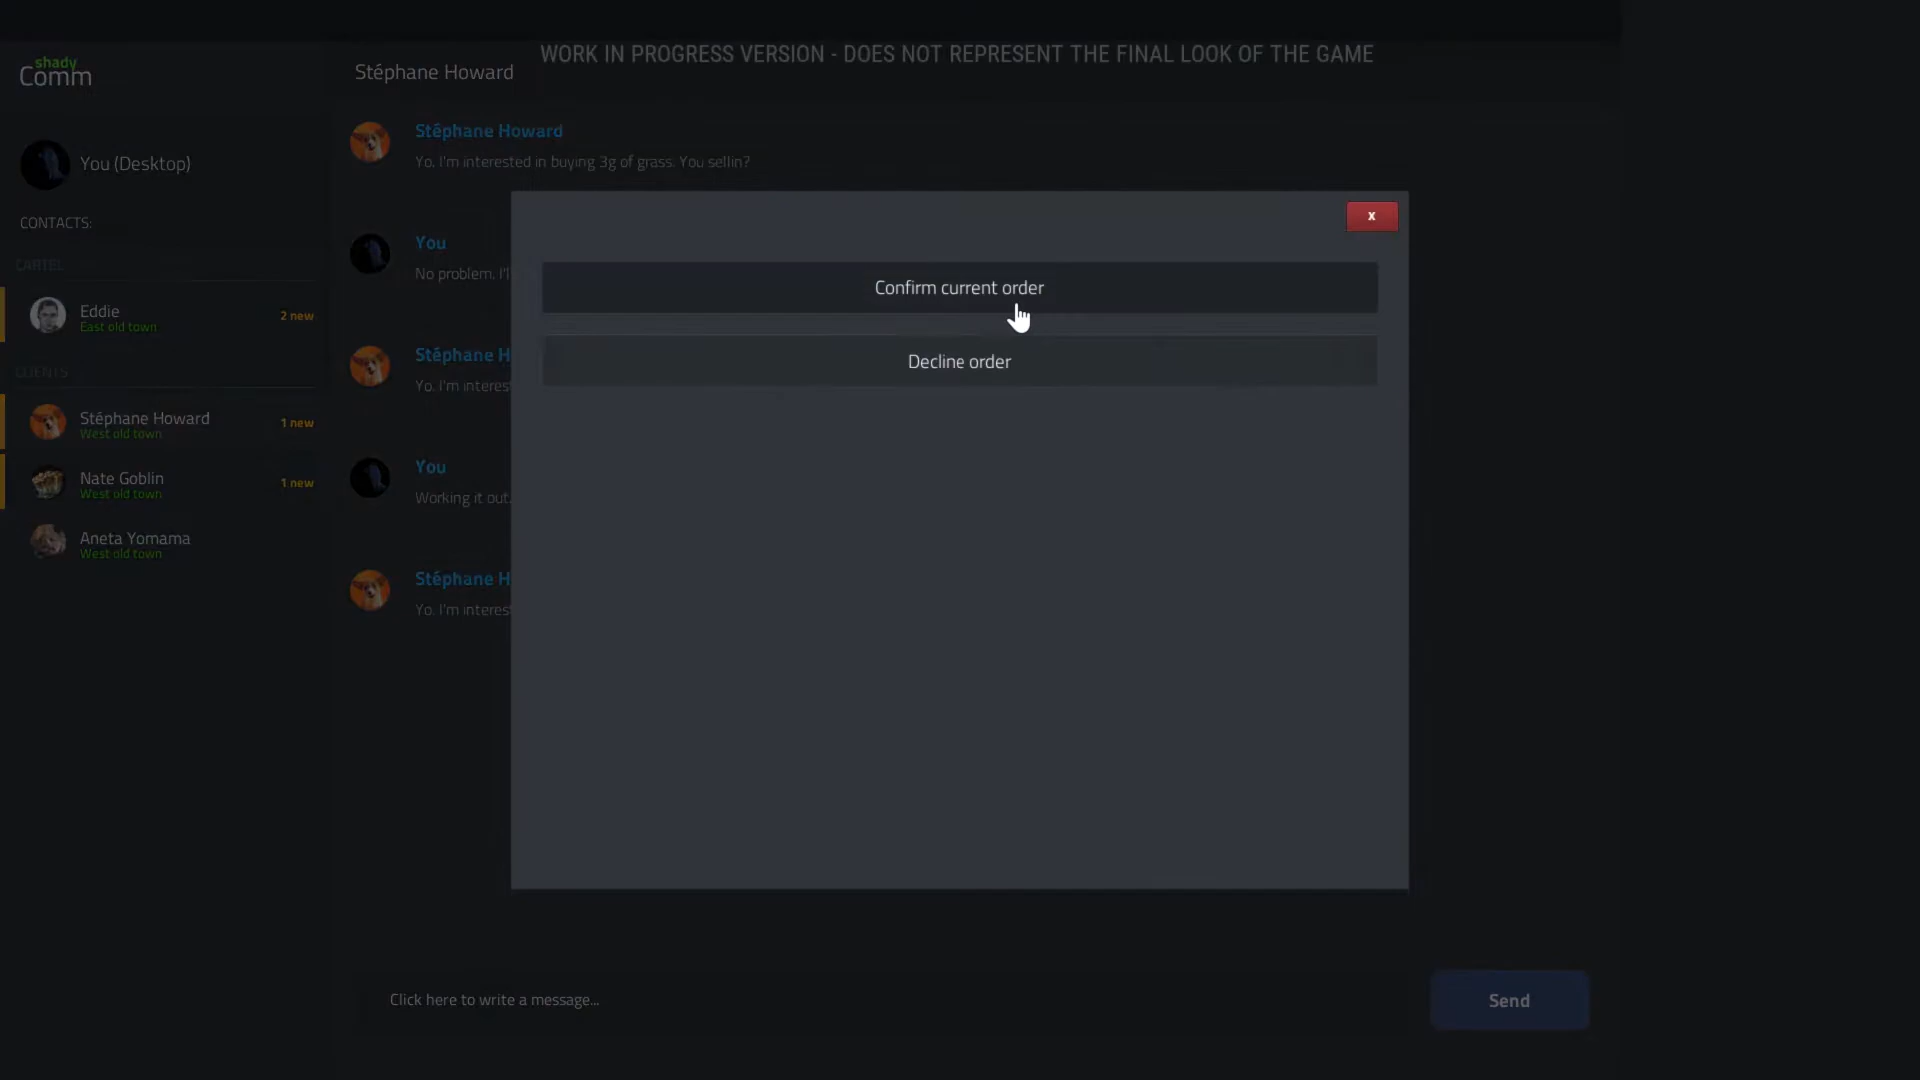 WORK IN PROGRESS VERSION - DOES NOT REPRESENT THE FINAL LOOK OF THE GAME
shady
Comm
Stéphane Howard
You (Desktop)
CONTACTS:
CARTEL
Eddie
East old town
2 new
CLIENTS
Stéphane Howard
West old town
1 new
Nate Goblin
West old town
1 new
Aneta Yomama
West old town
Stéphane Howard
Yo. I'm interested in buying 3g of grass. You sellin?
You
No problem. I'l
Stéphane H
Yo. I'm interest
You
Working it out.
Stéphane H
Yo. I'm interest
x
Confirm current order
Decline order
Click here to write a message...
Send